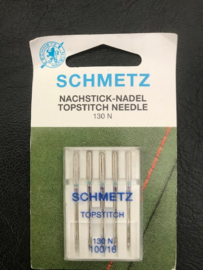 SCHMETZ
NACHSTICK-NADEL
TOPSTITCH NEEDLE
130 N
SCHMETZ
TOPSTITCH
130 N
100/16